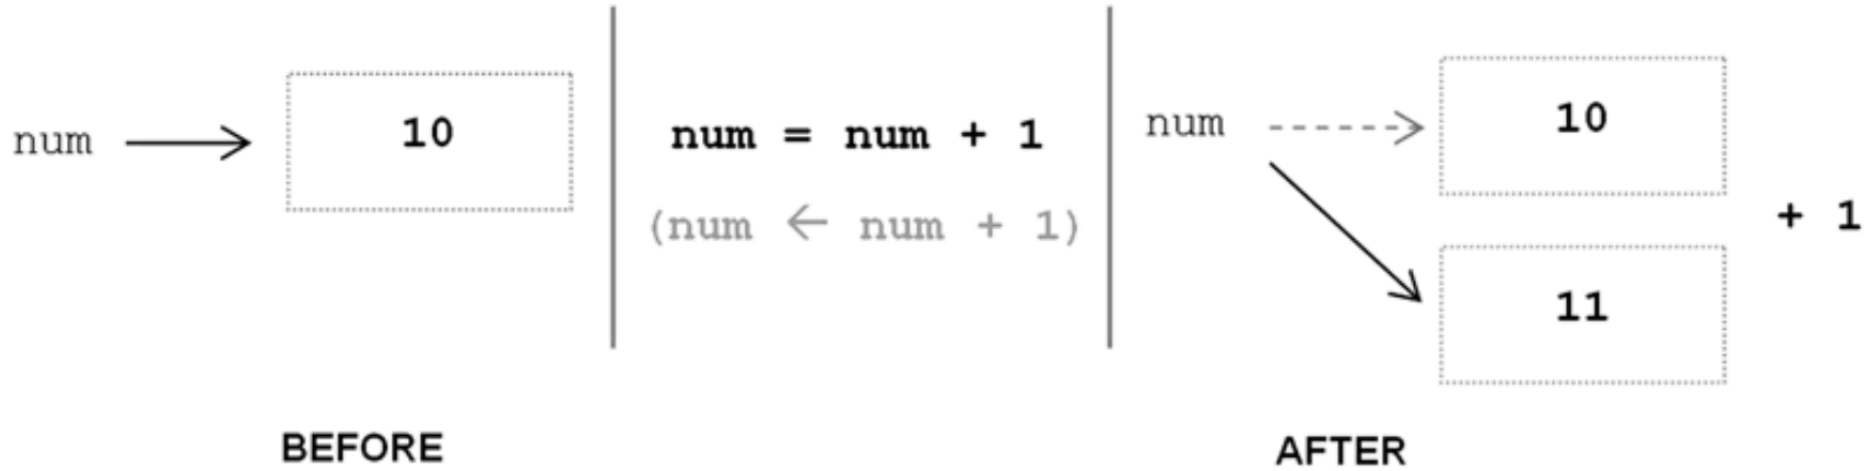 num
10
num = num + 1
(num ← num + 1)
num
10
+ 1
11
BEFORE
AFTER